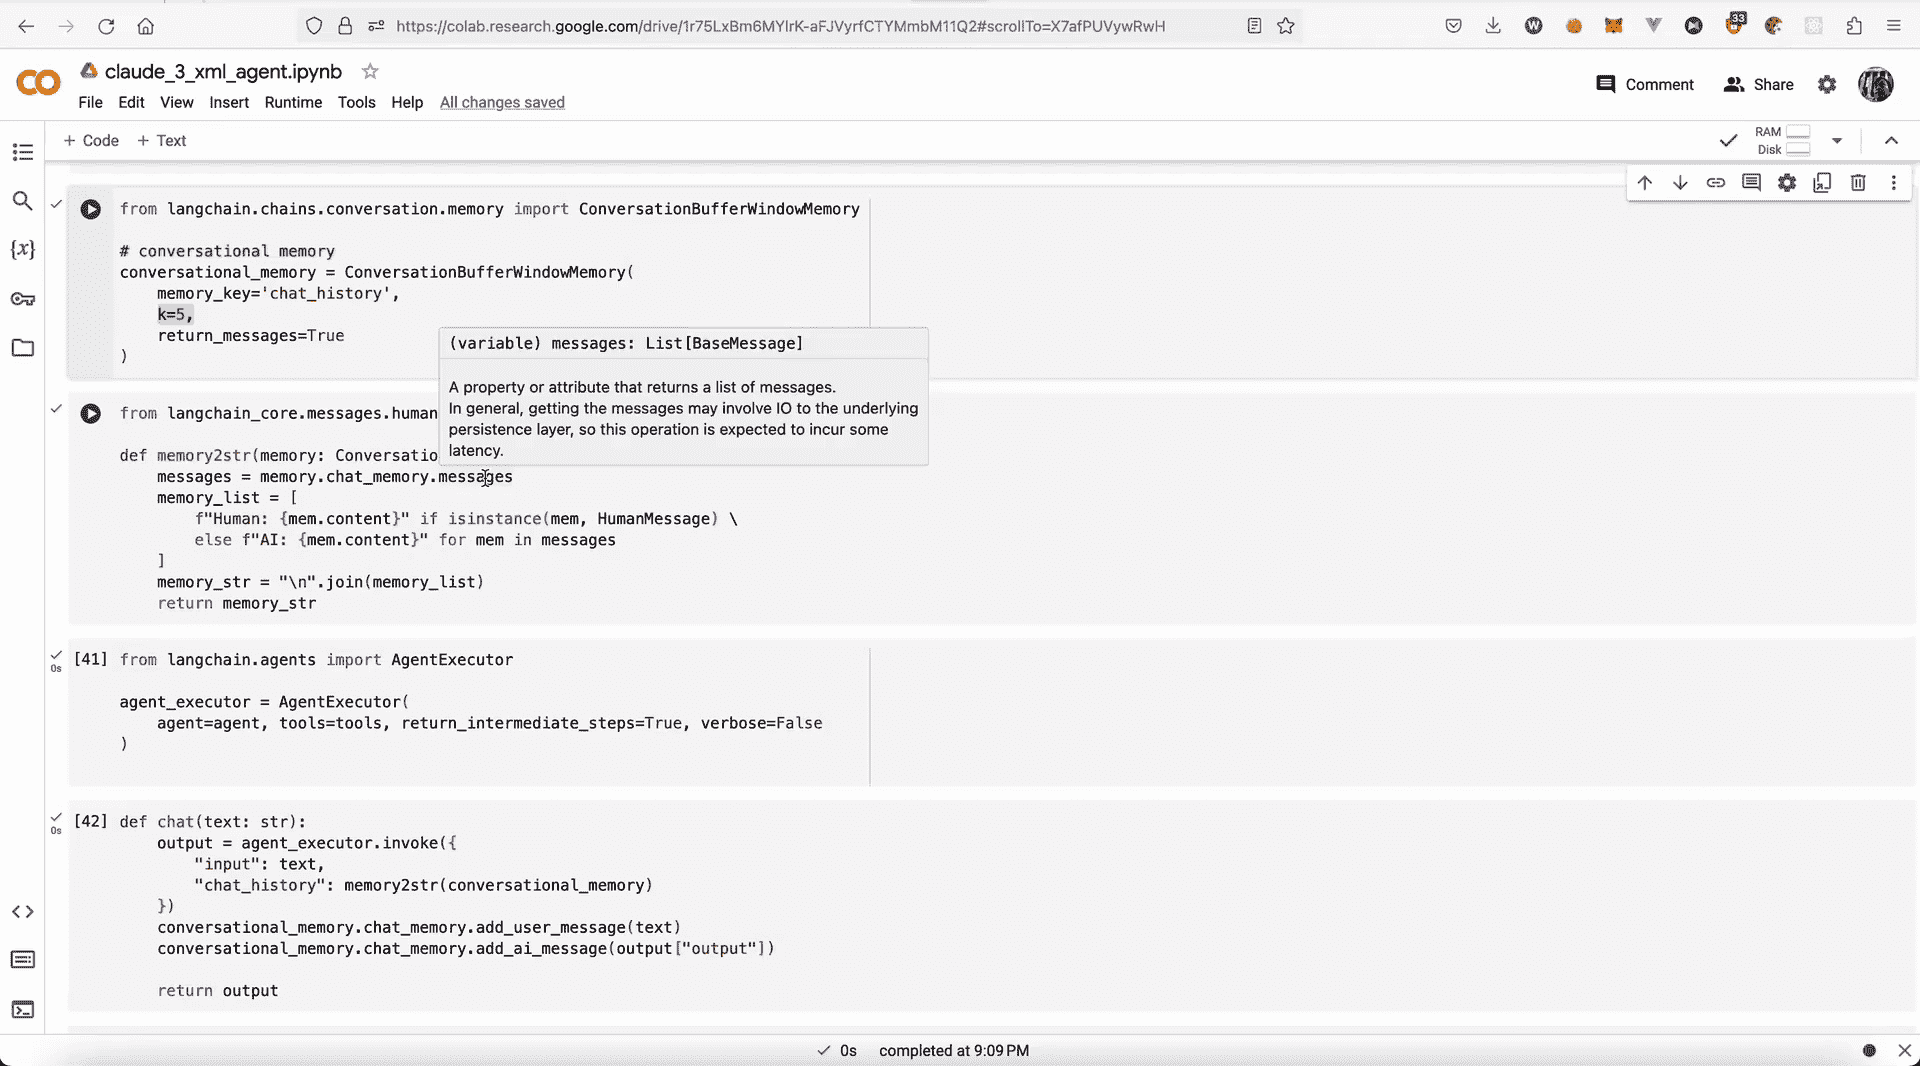 https://colab.research.google.com/drive/1r75LxBm6MYlrK-aFJVyrfCTYMmbM11Q2#scrollTo=X7afPUVywRwH
33
claude_3_xml_agent.ipynb
File Edit View Insert Runtime Tools Help All changes saved
Comment Share
+ Code + Text
RAM
Disk
from langchain.chains.conversation.memory import ConversationBufferWindowMemory
# conversational memory
conversational_memory = ConversationBufferWindowMemory(
memory_key='chat_history',
k=5,
return_messages=True
)
(variable) messages: List[BaseMessage]
A property or attribute that returns a list of messages.
In general, getting the messages may involve IO to the underlying
persistence layer, so this operation is expected to incur some
latency.
from langchain_core.messages.human
def memory2str(memory: Conversatio
messages = memory.chat_memory.messages
memory_list = [
f"Human: {mem.content}" if isinstance(mem, HumanMessage) \
else f"AI: {mem.content}" for mem in messages
]
memory_str = "\n".join(memory_list)
return memory_str
0s
[41] from langchain.agents import AgentExecutor
agent_executor = AgentExecutor(
agent=agent, tools=tools, return_intermediate_steps=True, verbose=False
)
0s
[42] def chat(text: str):
output = agent_executor.invoke({
"input": text,
"chat_history": memory2str(conversational_memory)
})
conversational_memory.chat_memory.add_user_message(text)
conversational_memory.chat_memory.add_ai_message(output["output"])
return output
0s completed at 9:09 PM